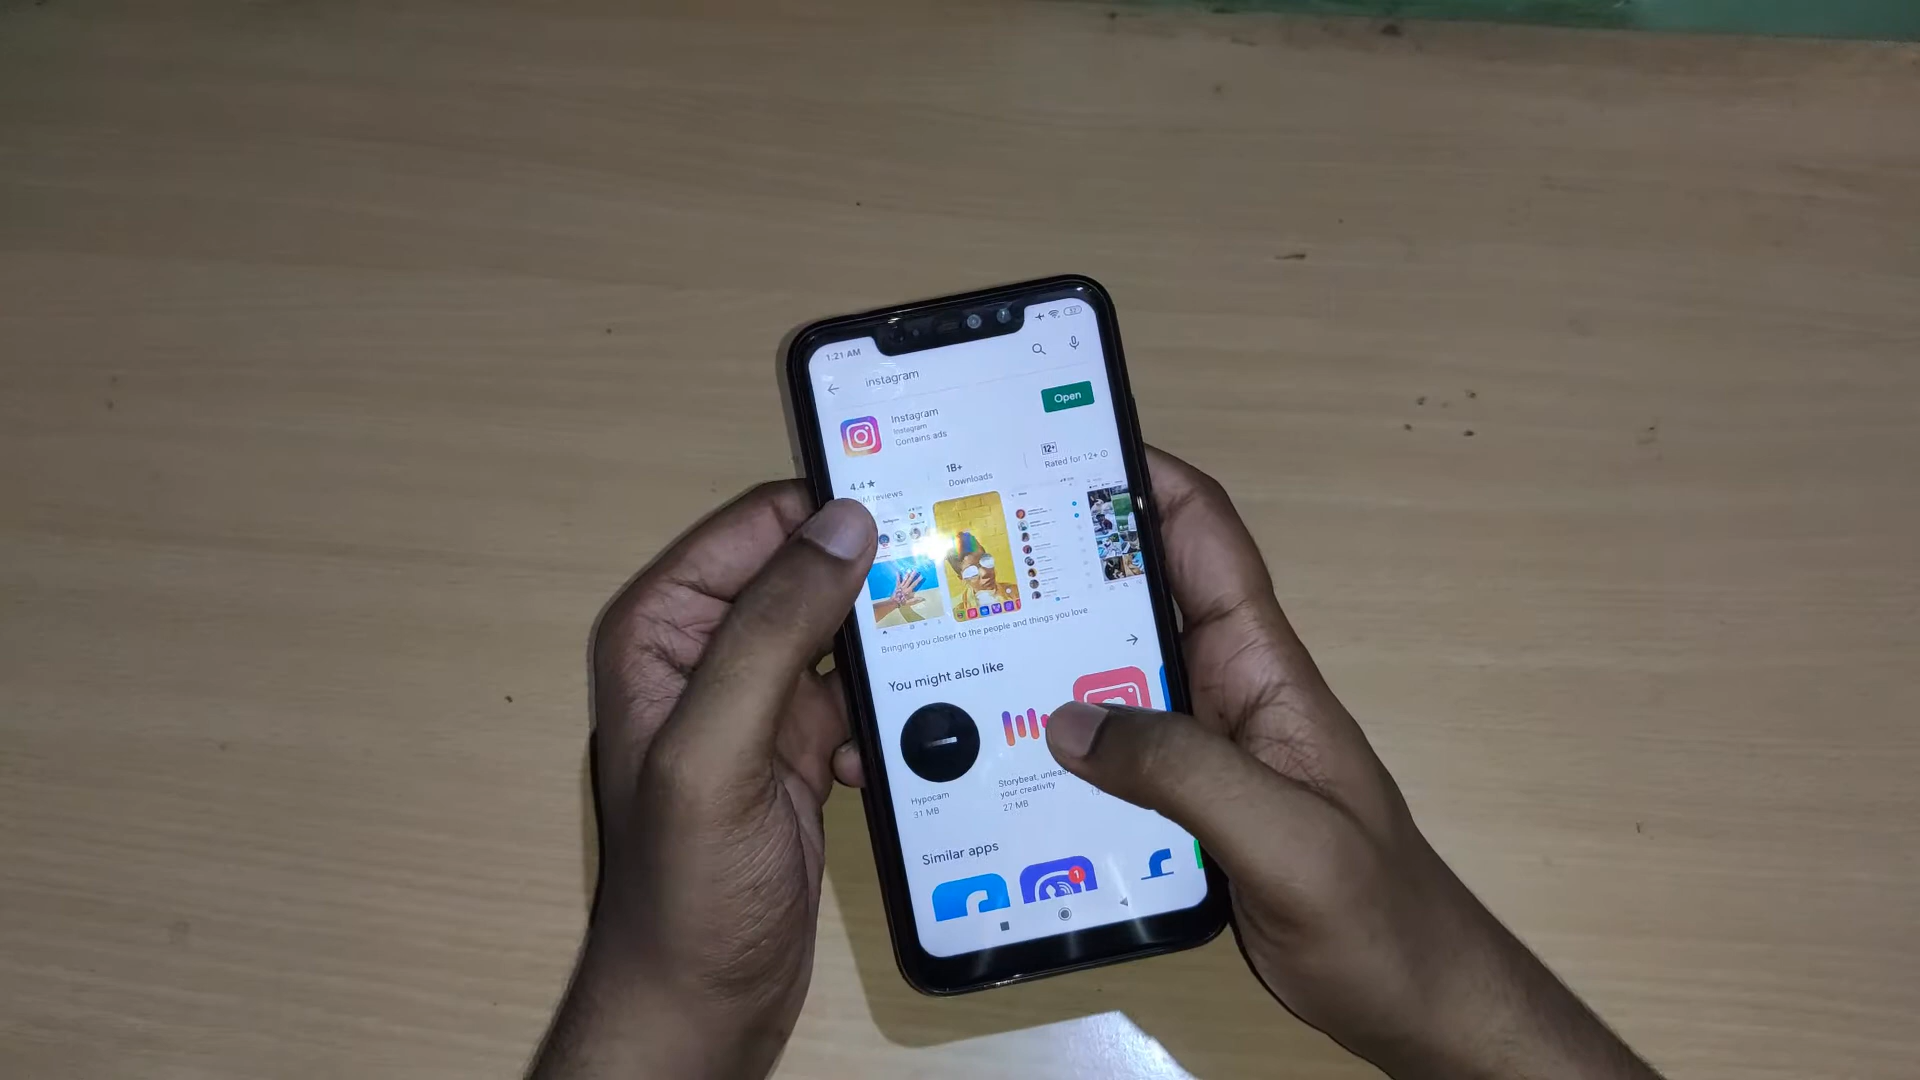 1:21 AM
instagram
Instagram
Instagram
Contains ads
Open
4.4★
M reviews
1B+
Downloads
12+
Rated for 12+
Bringing you closer to the people and things you love
You might also like
Hypocam
31 MB
Storybeat, unleash
your creativity
27 MB
Similar apps
1